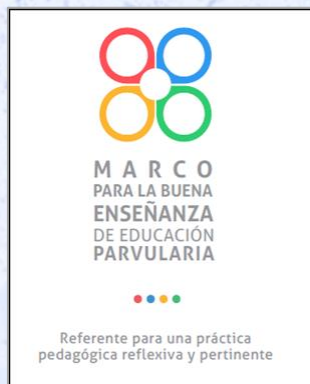 MARCO
PARA LA BUENA
ENSEÑANZA
DE EDUCACIÓN
PARVULARIA
Referente para una práctica
pedagógica reflexiva y pertinente